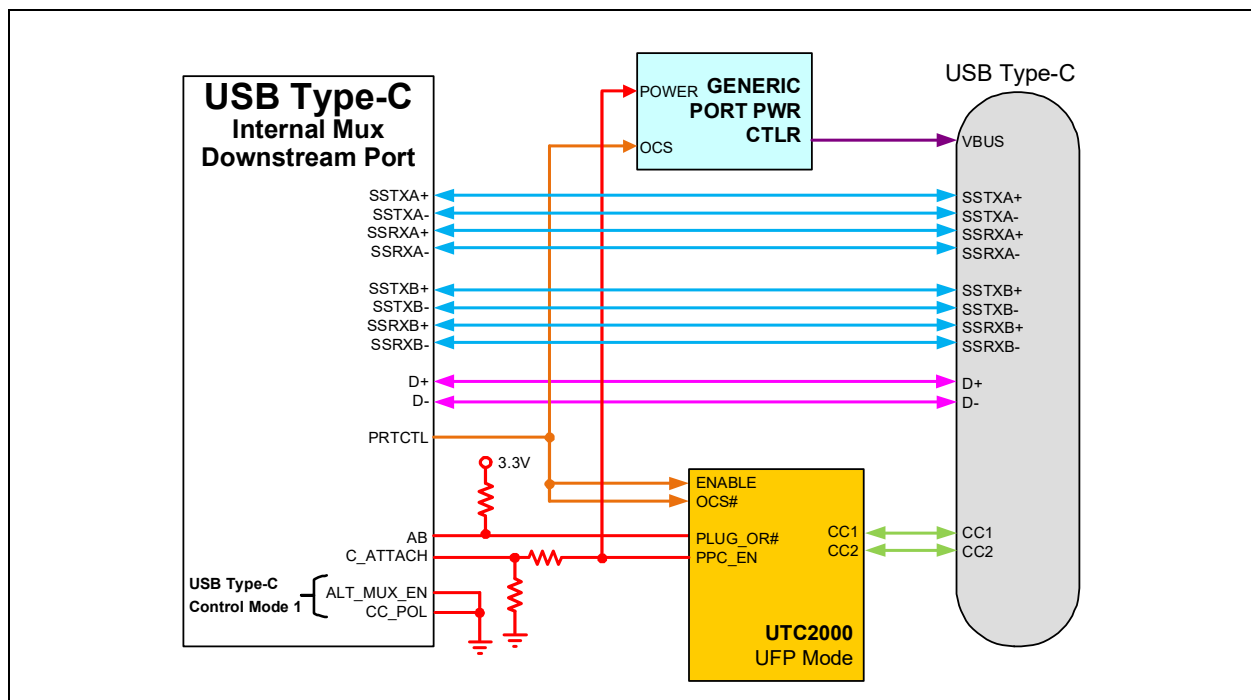 USB Type-C
Internal Mux
Downstream Port
SSTXA+
SSTXA-
SSRXA+
SSRXA-
SSTXB+
SSTXB-
SSRXB+
SSRXB-
D+
D-
PRTCTL
AB
C_ATTACH
ALT_MUX_EN
CC_POL
USB Type-C
Control Mode 1
3.3V
POWER
OCS
GENERIC
PORT PWR
CTLR
ENABLE
OCS#
PLUG_OR#
PPC_EN
CC1
CC2
UTC2000
UFP Mode
USB Type-C
VBUS
SSTXA+
SSTXA-
SSRXA+
SSRXA-
SSTXB+
SSTXB-
SSRXB+
SSRXB-
D+
D-
CC1
CC2